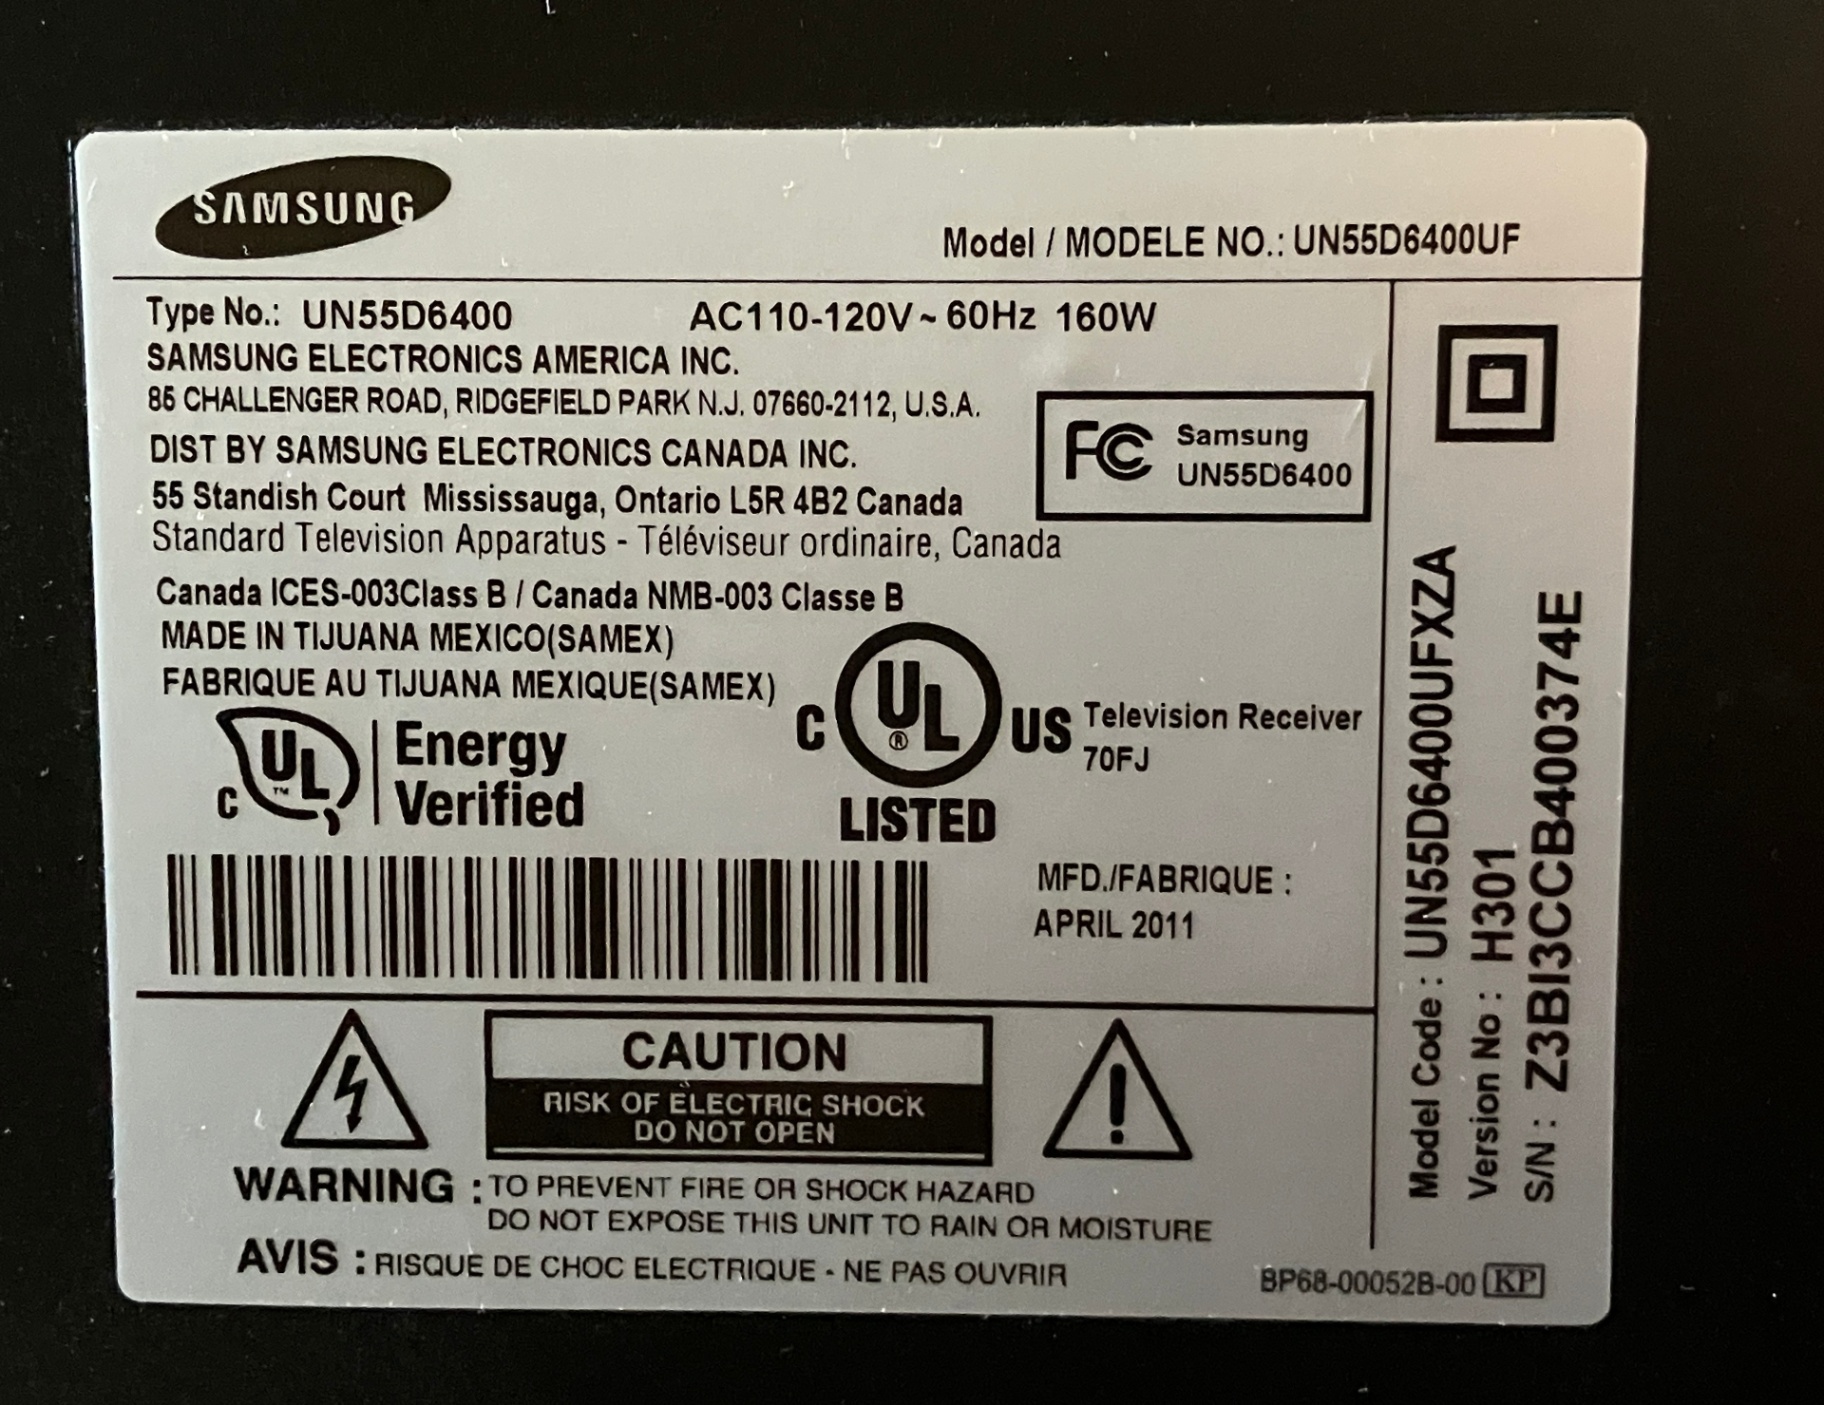 SAMSUNG
Model / MODELE NO.: UN55D6400UF
Type No.: UN55D6400 AC110-120V ~ 60Hz 160W
SAMSUNG ELECTRONICS AMERICA INC.
85 CHALLENGER ROAD, RIDGEFIELD PARK N.J. 07660-2112, U.S.A.
DIST BY SAMSUNG ELECTRONICS CANADA INC.
55 Standish Court Mississauga, Ontario L5R 4B2 Canada
Standard Television Apparatus - Téléviseur ordinaire, Canada
FC Samsung
UN55D6400
Canada ICES-003Class B / Canada NMB-003 Classe B
MADE IN TIJUANA MEXICO(SAMEX)
FABRIQUE AU TIJUANA MEXIQUE(SAMEX)
C UL ™ Energy
Verified
C UL ® US
LISTED
Television Receiver
70FJ
MFD./FABRIQUE :
APRIL 2011
CAUTION
RISK OF ELECTRIC SHOCK
DO NOT OPEN
WARNING : TO PREVENT FIRE OR SHOCK HAZARD
DO NOT EXPOSE THIS UNIT TO RAIN OR MOISTURE
AVIS : RISQUE DE CHOC ELECTRIQUE - NE PAS OUVRIR
Model Code : UN55D6400UFXZA
Version No : H301
S/N : Z3BI3CCB400374E
BP68-00052B-00 KP